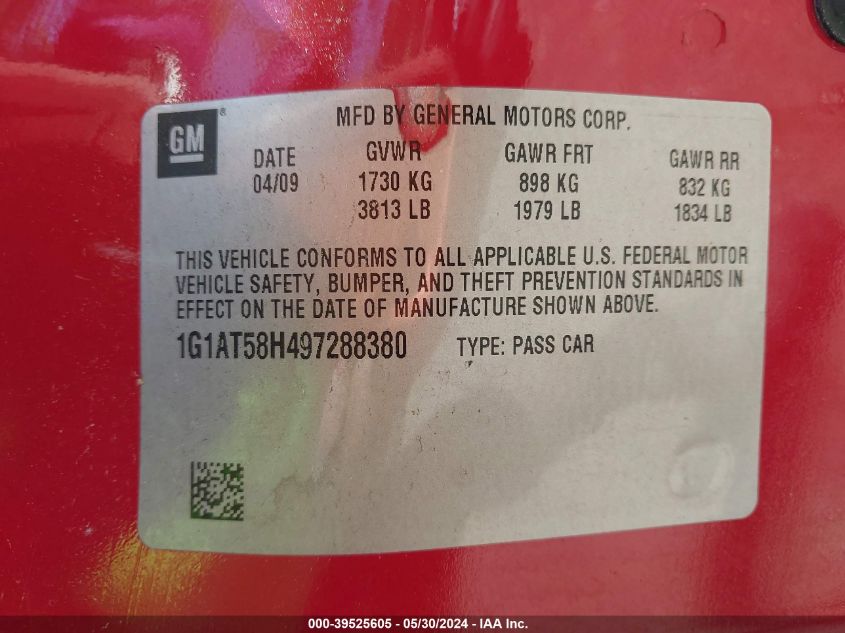 MFD BY GENERAL MOTORS CORP.
GM ®
DATE GVWR GAWR FRT GAWR RR
04/09 1730 KG 898 KG 832 KG
3813 LB 1979 LB 1834 LB
THIS VEHICLE CONFORMS TO ALL APPLICABLE U.S. FEDERAL MOTOR
VEHICLE SAFETY, BUMPER, AND THEFT PREVENTION STANDARDS IN
EFFECT ON THE DATE OF MANUFACTURE SHOWN ABOVE.
1G1AT58H497288380 TYPE: PASS CAR
000-39525605 - 05/30/2024 - IAA Inc.